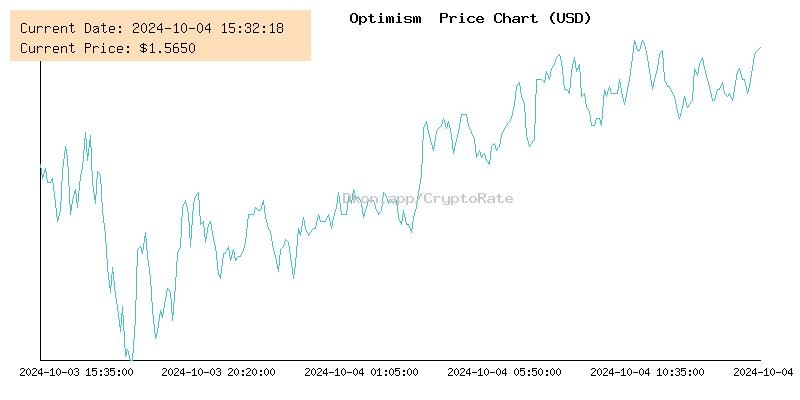 Optimism  Price Chart (USD)
Current Date: 2024-10-04 15:32:18
Current Price: $1.5650
Dkon.app/CryptoRate
2024-10-03 15:35:00 2024-10-03 20:20:00 2024-10-04 01:05:00 2024-10-04 05:50:00 2024-10-04 10:35:00 2024-10-04